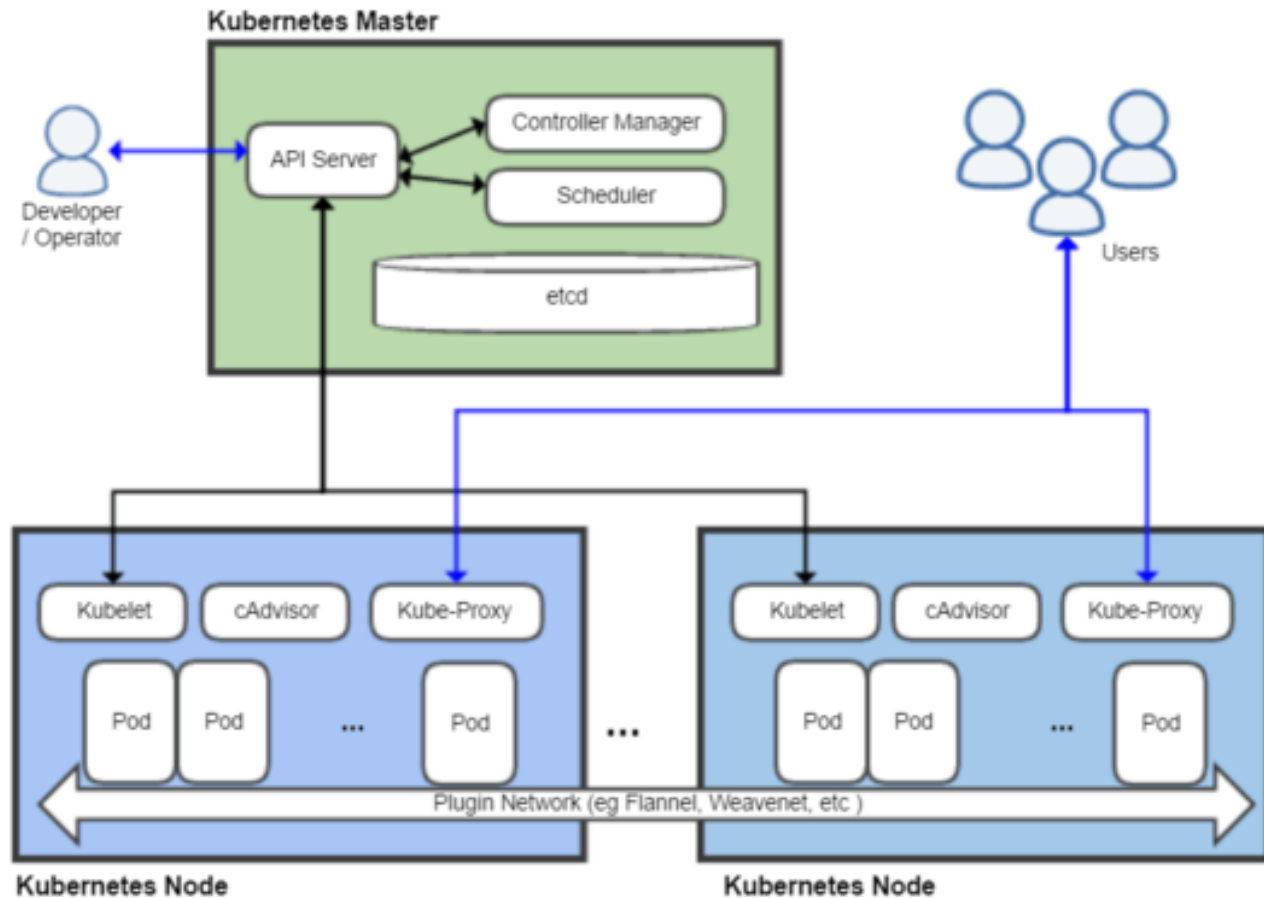 Kubernetes Master
API Server
Controller Manager
Scheduler
etcd
Developer
/ Operator
Users
Kubelet
cAdvisor
Kube-Proxy
Pod
Pod
...
Pod
...
Kubelet
cAdvisor
Kube-Proxy
Pod
Pod
...
Pod
Plugin Network (eg Flannel, Weavenet, etc )
Kubernetes Node
Kubernetes Node